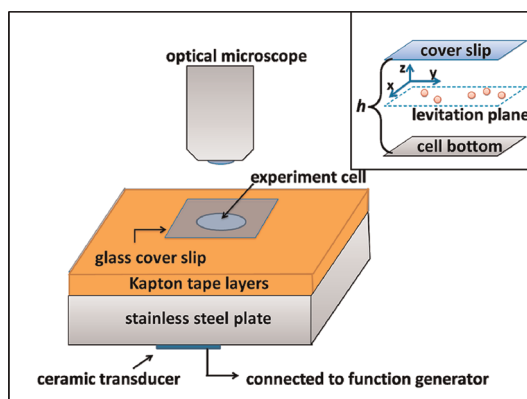 optical microscope
cover slip
z
y
x
h
levitation plane
cell bottom
experiment cell
glass cover slip
Kapton tape layers
stainless steel plate
ceramic transducer
connected to function generator